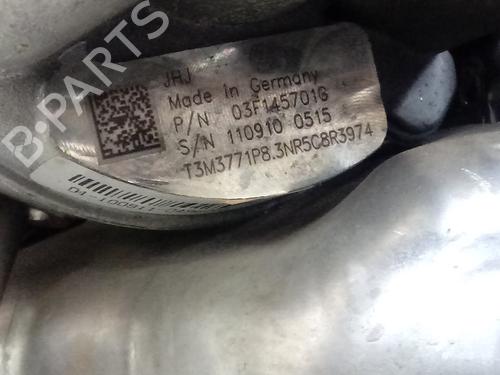 B-PARTS
JHJ
Made in Germany
P/N 03F145701G
S/N 110910 0515
T3M3771P8.3NR5C8R3974